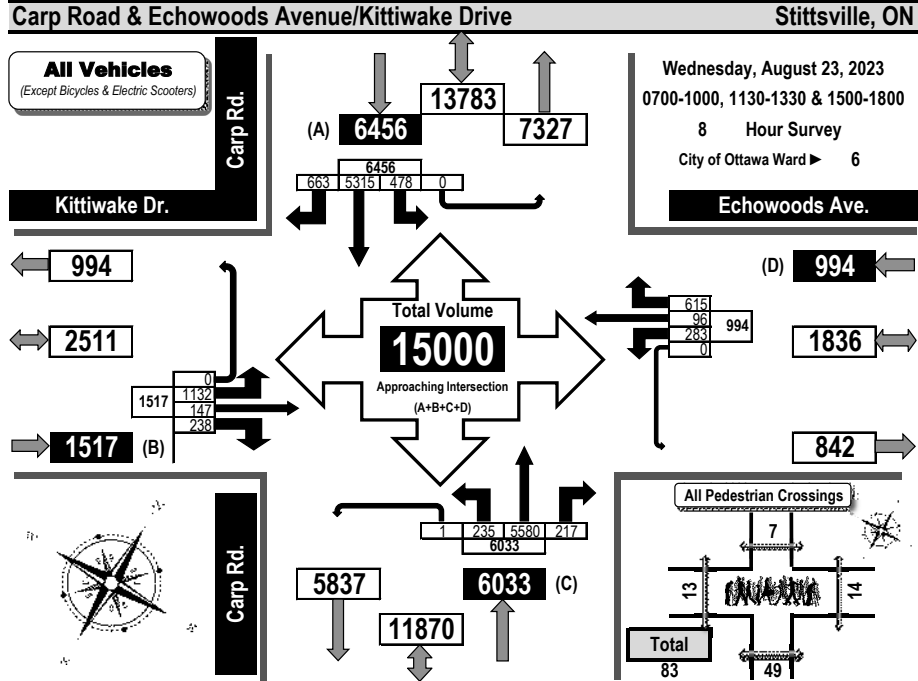 Carp Road & Echowoods Avenue/Kittiwake Drive
Stittsville, ON
All Vehicles
(Except Bicycles & Electric Scooters)
Carp Rd.
Kittiwake Dr.
(A)
6456
13783
7327
6456
663 5315 478 0
Wednesday, August 23, 2023
0700-1000, 1130-1330 & 1500-1800
8 Hour Survey
City of Ottawa Ward ► 6
Echowoods Ave.
994
2511
1517
0
1132
147
238
1517 (B)
Total Volume
15000
Approaching Intersection
(A+B+C+D)
(D) 994
615
96
283
0
994
1836
842
Carp Rd.
1 235 5580 217
6033
5837
6033 (C)
11870
All Pedestrian Crossings
7
13
14
Total
83
49